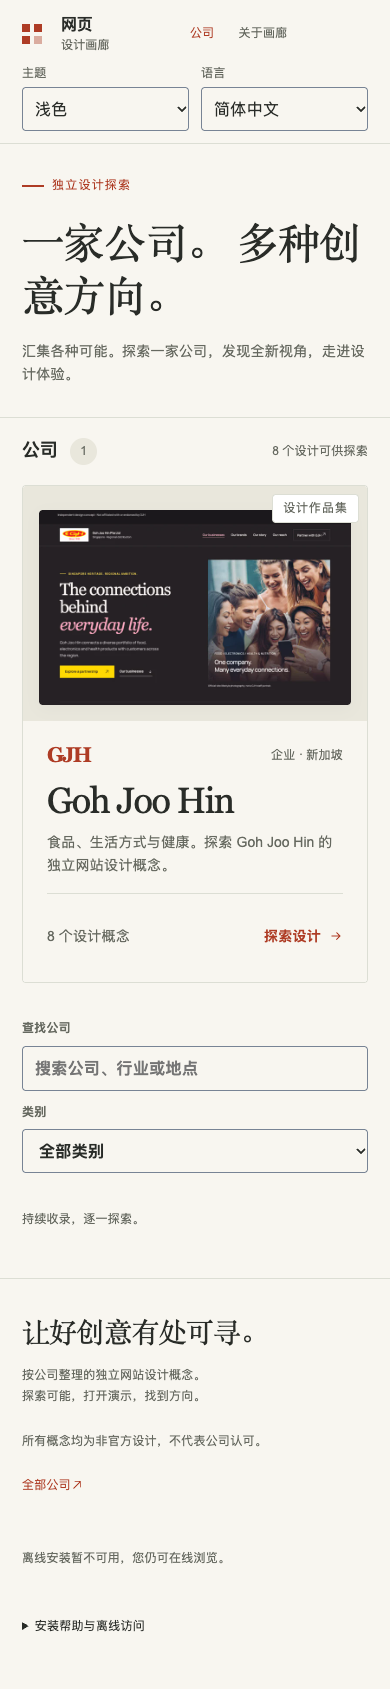 网页
设计画廊
公司
关于画廊
主题
语言
浅色
简体中文
独立设计探索
一家公司。 多种创
意方向。
汇集各种可能。探索一家公司，发现全新视角，走进设
计体验。
公司
1
8 个设计可供探索
设计作品集
The connections
behind
everyday life.
One company.
Many everyday connections.
GJH
企业 · 新加坡
Goh Joo Hin
食品、生活方式与健康。探索 Goh Joo Hin 的
独立网站设计概念。
8 个设计概念
探索设计 →
查找公司
搜索公司、行业或地点
类别
全部类别
持续收录，逐一探索。
让好创意有处可寻。
按公司整理的独立网站设计概念。
探索可能，打开演示，找到方向。
所有概念均为非官方设计，不代表公司认可。
全部公司↗
离线安装暂不可用，您仍可在线浏览。
▶ 安装帮助与离线访问